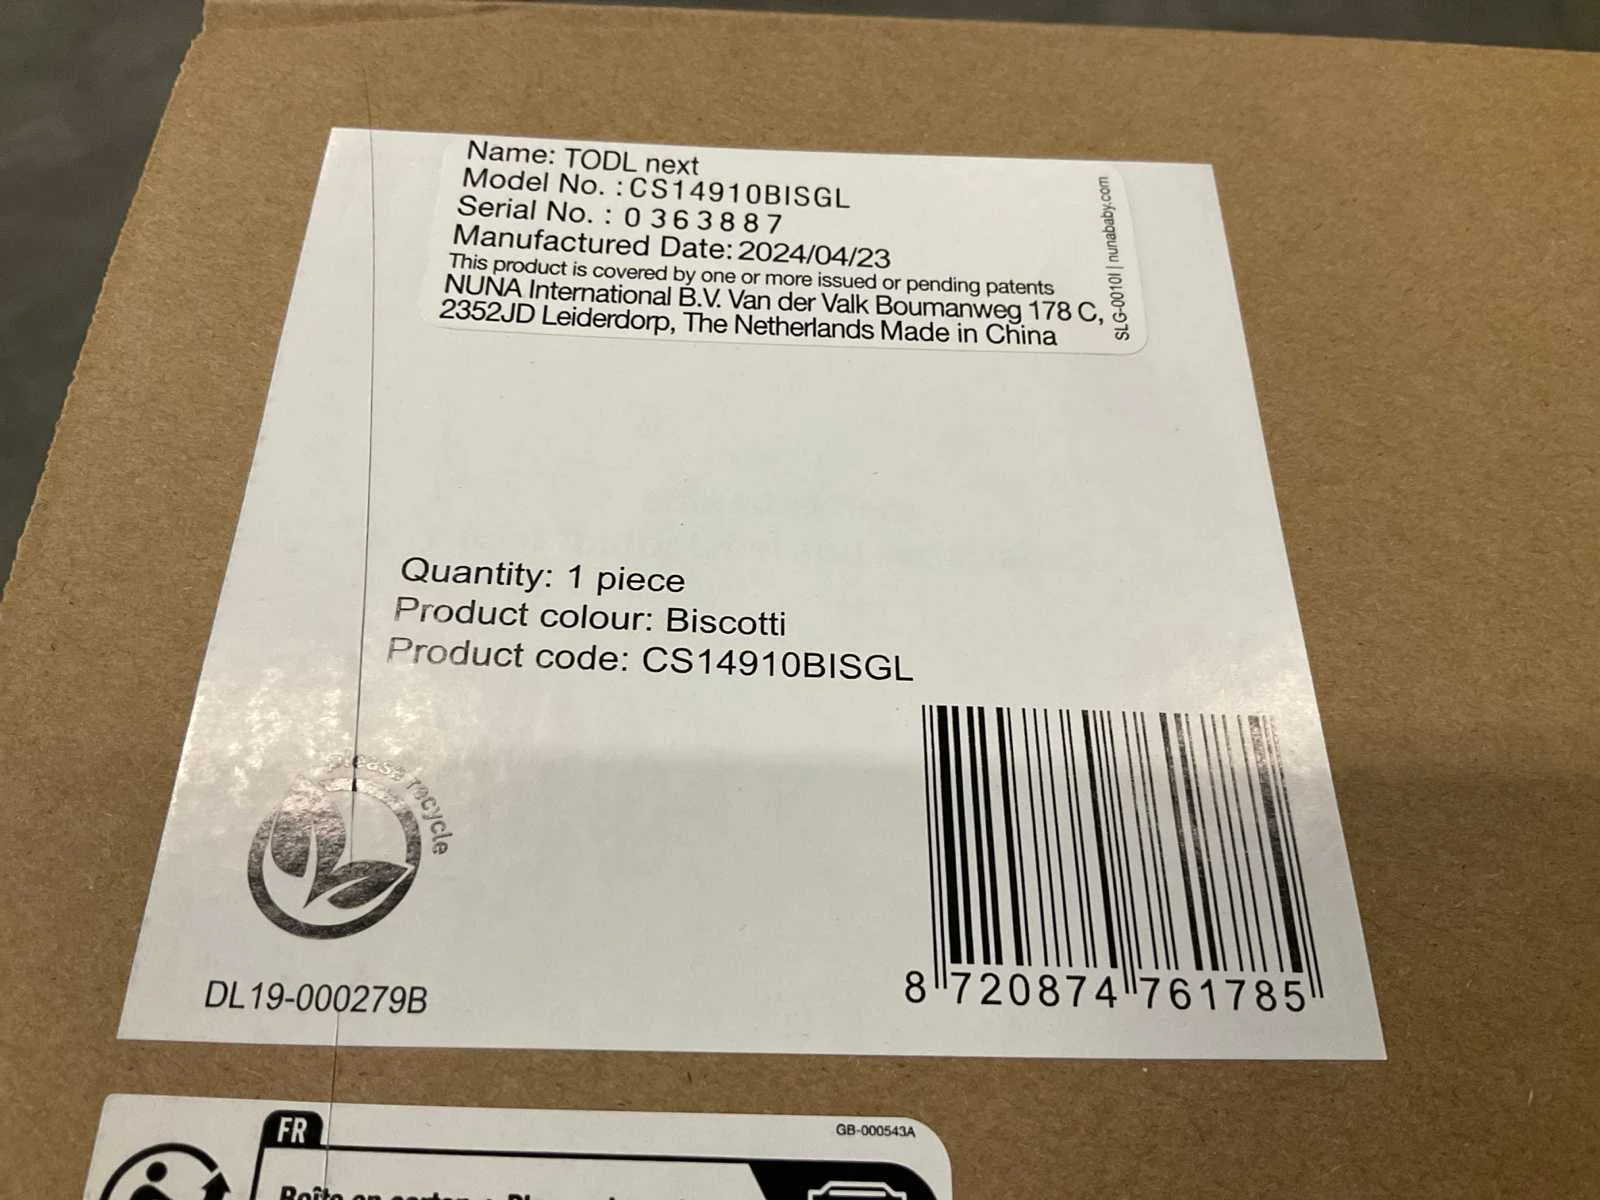 Name: TODL next
Model No. :CS14910BISGL
Serial No. : 0363887
Manufactured Date: 2024/04/23
This product is covered by one or more issued or pending patents
NUNA International B.V. Van der Valk Boumanweg 178 C,
2352JD Leiderdorp, The Netherlands Made in China
SLG-0010I | nunababy.com
Quantity: 1 piece
Product colour: Biscotti
Product code: CS14910BISGL
please recycle
DL19-000279B
8 720874 761785
FR
GB-000543A
Boîte en carton